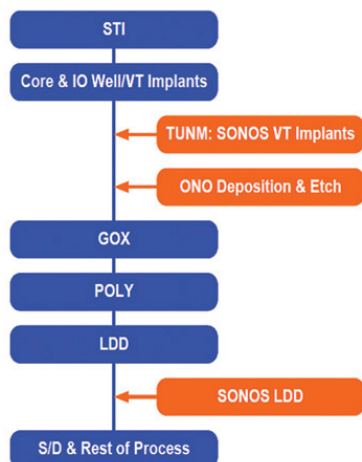 STI
Core & IO Well/VT Implants
TUNM: SONOS VT Implants
ONO Deposition & Etch
GOX
POLY
LDD
SONOS LDD
S/D & Rest of Process